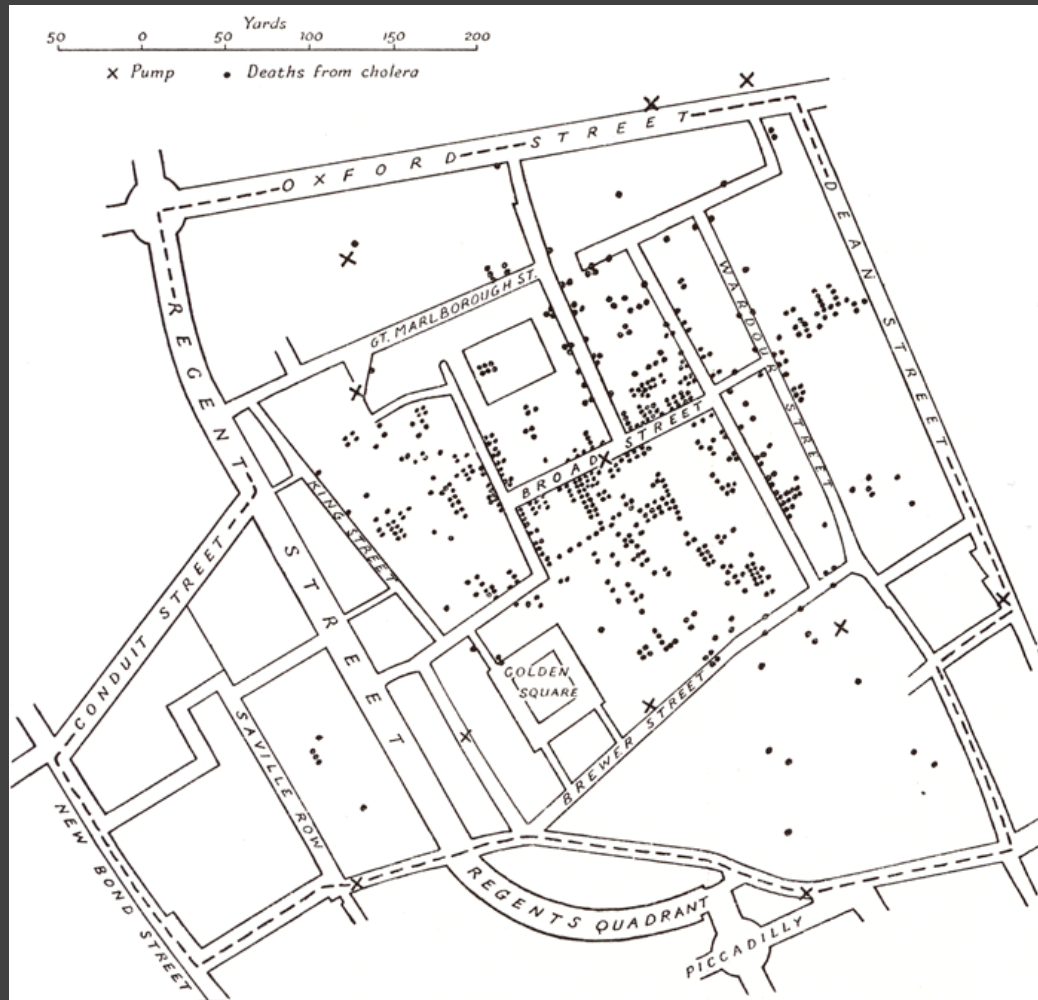 Yards
50 0 50 100 150 200
× Pump • Deaths from cholera
OXFORD STREET
DEAN STREET
REGENT STREET
WARDOUR STREET
GT. MARLBOROUGH ST.
BROAD STREET
KING STREET
CONDUIT STREET
GOLDEN
SQUARE
BREWER STREET
SAVILLE ROW
NEW BOND STREET
REGENTS QUADRANT
PICCADILLY